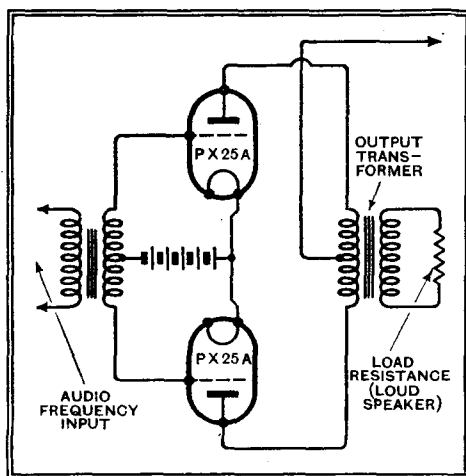 PX25A
OUTPUT
TRANS-
FORMER
PX25A
AUDIO
FREQUENCY
INPUT
LOAD
RESISTANCE
(LOUD
SPEAKER)